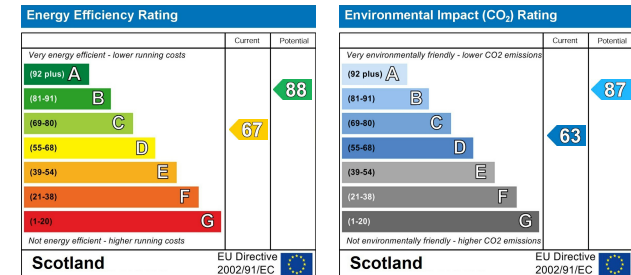 Energy Efficiency Rating
Current
Potential
Very energy efficient - lower running costs
(92 plus) A
(81-91) B
(69-80) C
(55-68) D
(39-54) E
(21-38) F
(1-20) G
67
88
Not energy efficient - higher running costs
Scotland
EU Directive
2002/91/EC
Environmental Impact (CO₂) Rating
Current
Potential
Very environmentally friendly - lower CO2 emissions
(92 plus) A
(81-91) B
(69-80) C
(55-68) D
(39-54) E
(21-38) F
(1-20) G
63
87
Not environmentally friendly - higher CO2 emissions
Scotland
EU Directive
2002/91/EC